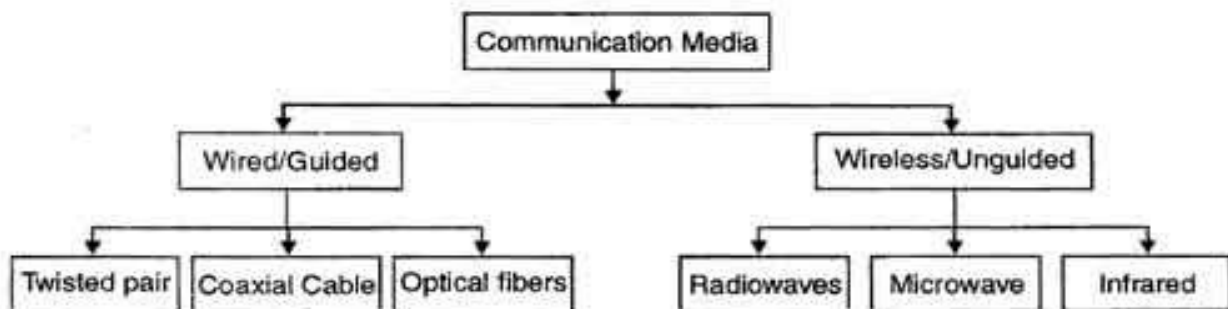 Communication Media
Wired/Guided
Wireless/Unguided
Twisted pair
Coaxial Cable
Optical fibers
Radiowaves
Microwave
Infrared